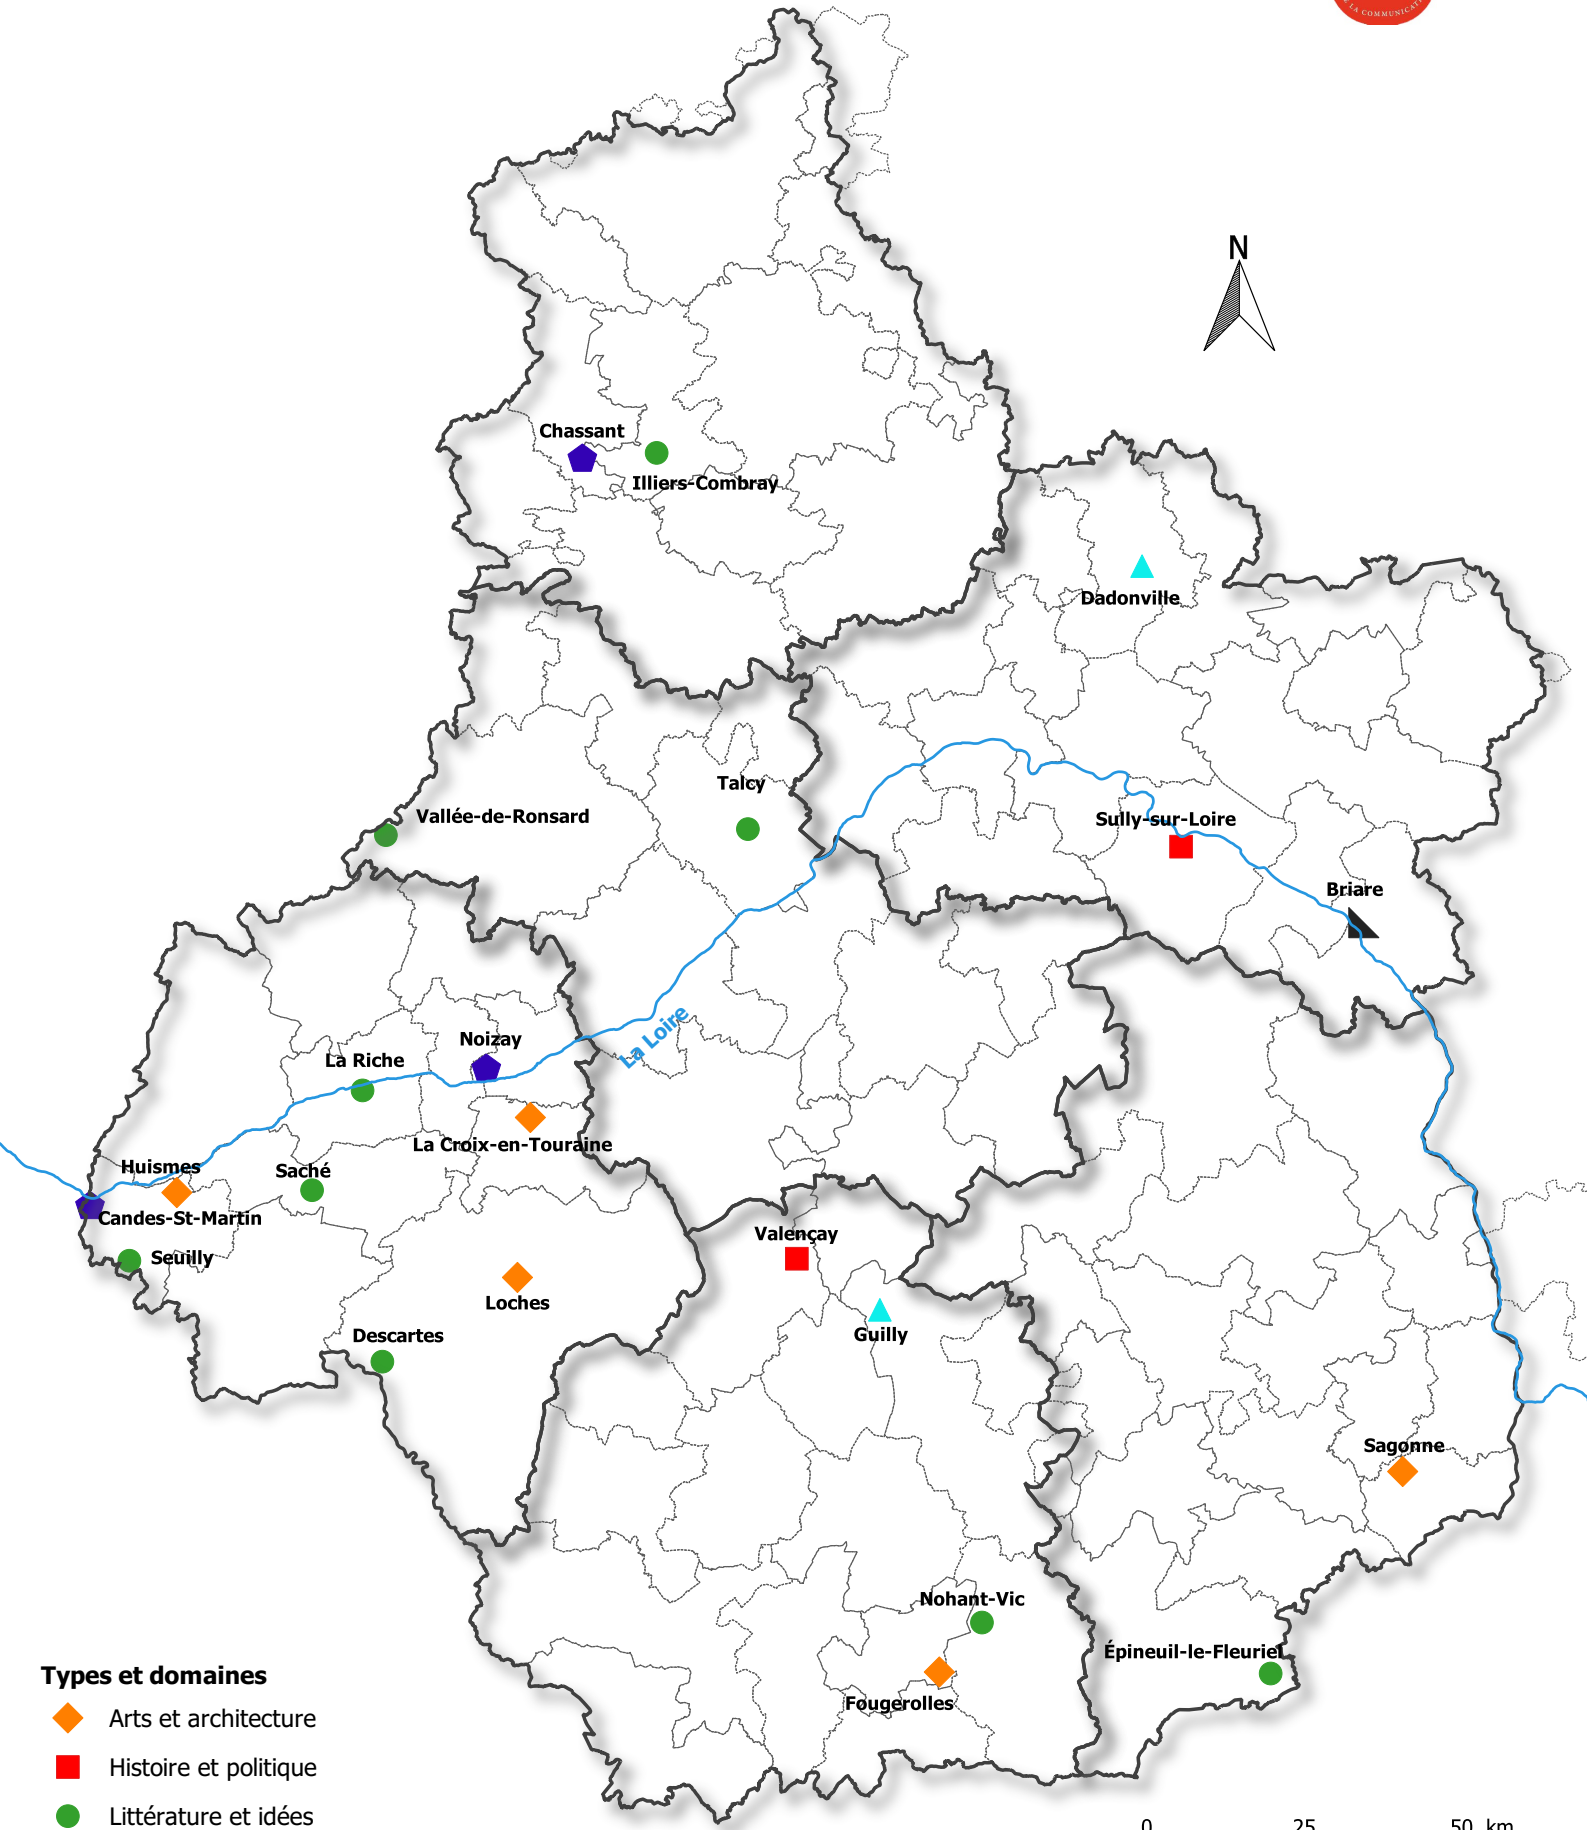 LA COMMUNICATI
N
Chassant
Illiers-Combray
Dadonville
Talcy
Vallée-de-Ronsard
Sully-sur-Loire
Briare
La Loire
Noizay
La Riche
La Croix-en-Touraine
Huismes
Saché
Candes-St-Martin
Seuilly
Valençay
Loches
Guilly
Descartes
Sagonne
Nohant-Vic
Épineuil-le-Fleuriel
Fougerolles
Types et domaines
Arts et architecture
Histoire et politique
Littérature et idées
0 25 50 km